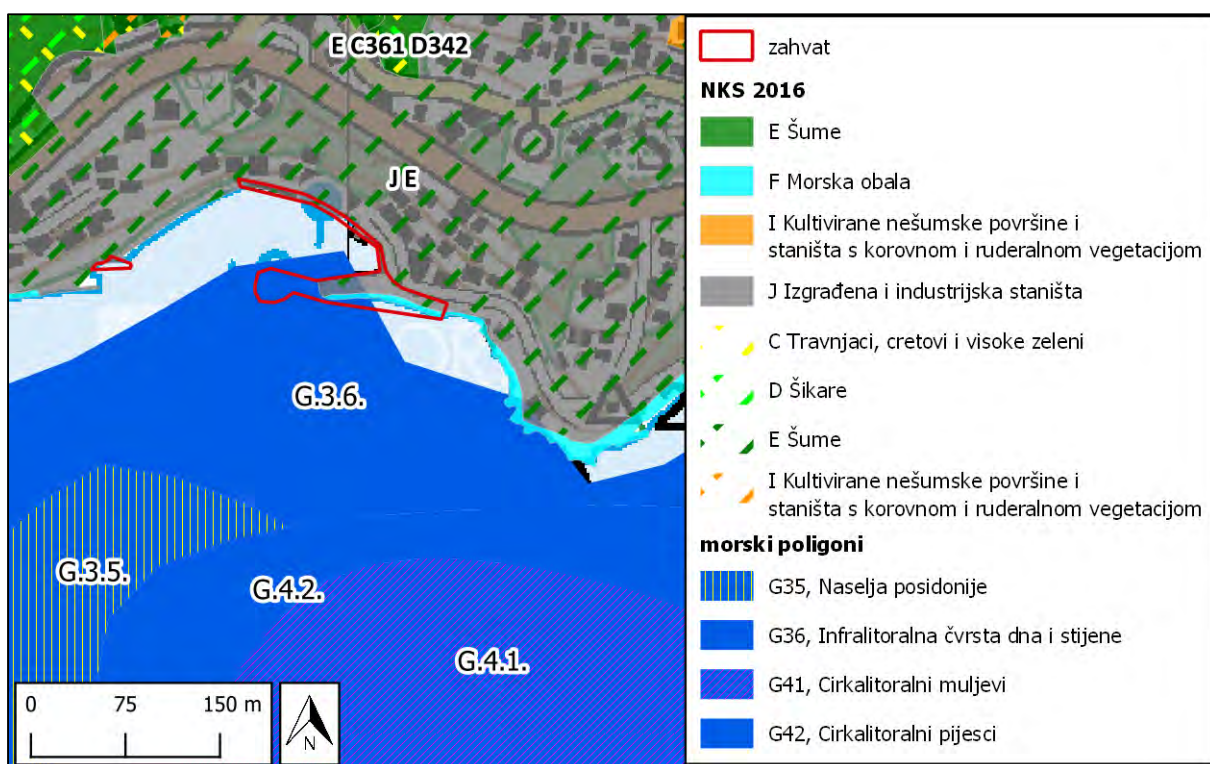 E C361 D342
J E
G.3.6.
G.3.5.
G.4.2.
G.4.1.
0 75 150 m
N
zahvat
NKS 2016
E Šume
F Morska obala
I Kultivirane nešumske površine i
staništa s korovnom i ruderalnom vegetacijom
J Izgrađena i industrijska staništa
C Travnjaci, cretovi i visoke zeleni
D Šikare
E Šume
I Kultivirane nešumske površine i
staništa s korovnom i ruderalnom vegetacijom
morski poligoni
G35, Naselja posidonije
G36, Infralitoralna čvrsta dna i stijene
G41, Cirkalitoralni muljevi
G42, Cirkalitoralni pijesci